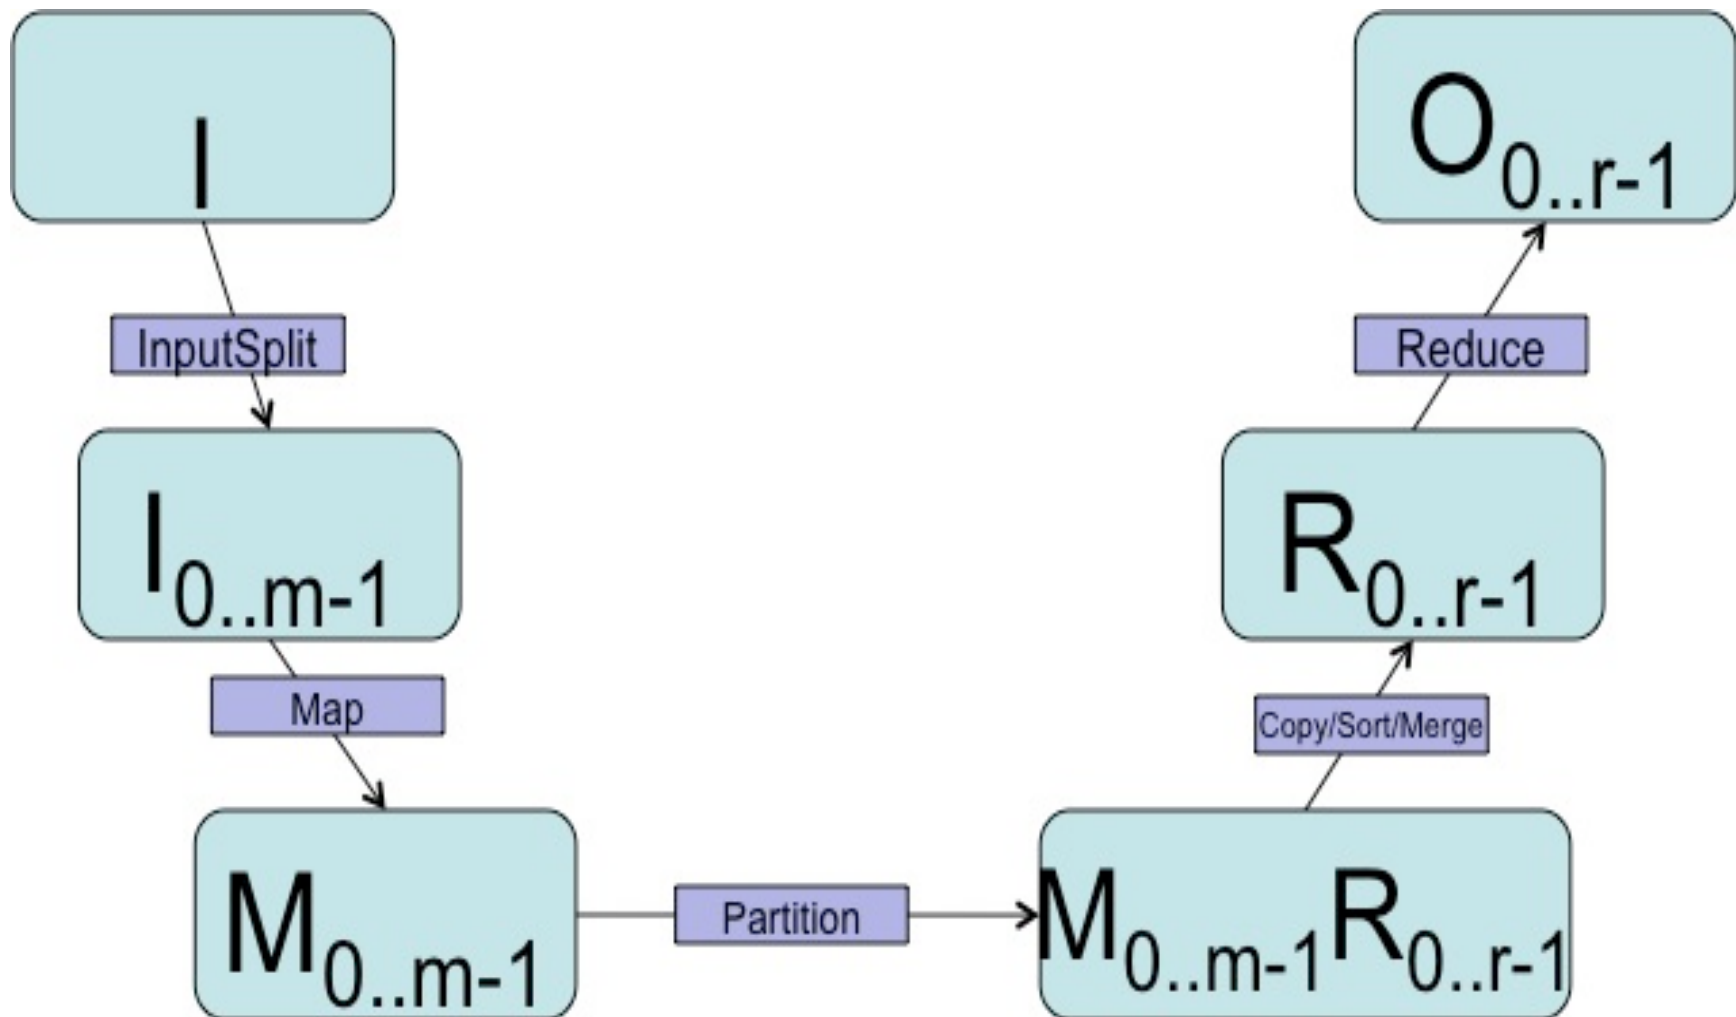 I
InputSplit
I0..m-1
Map
M0..m-1
Partition
M0..m-1R0..r-1
Copy/Sort/Merge
R0..r-1
Reduce
O0..r-1